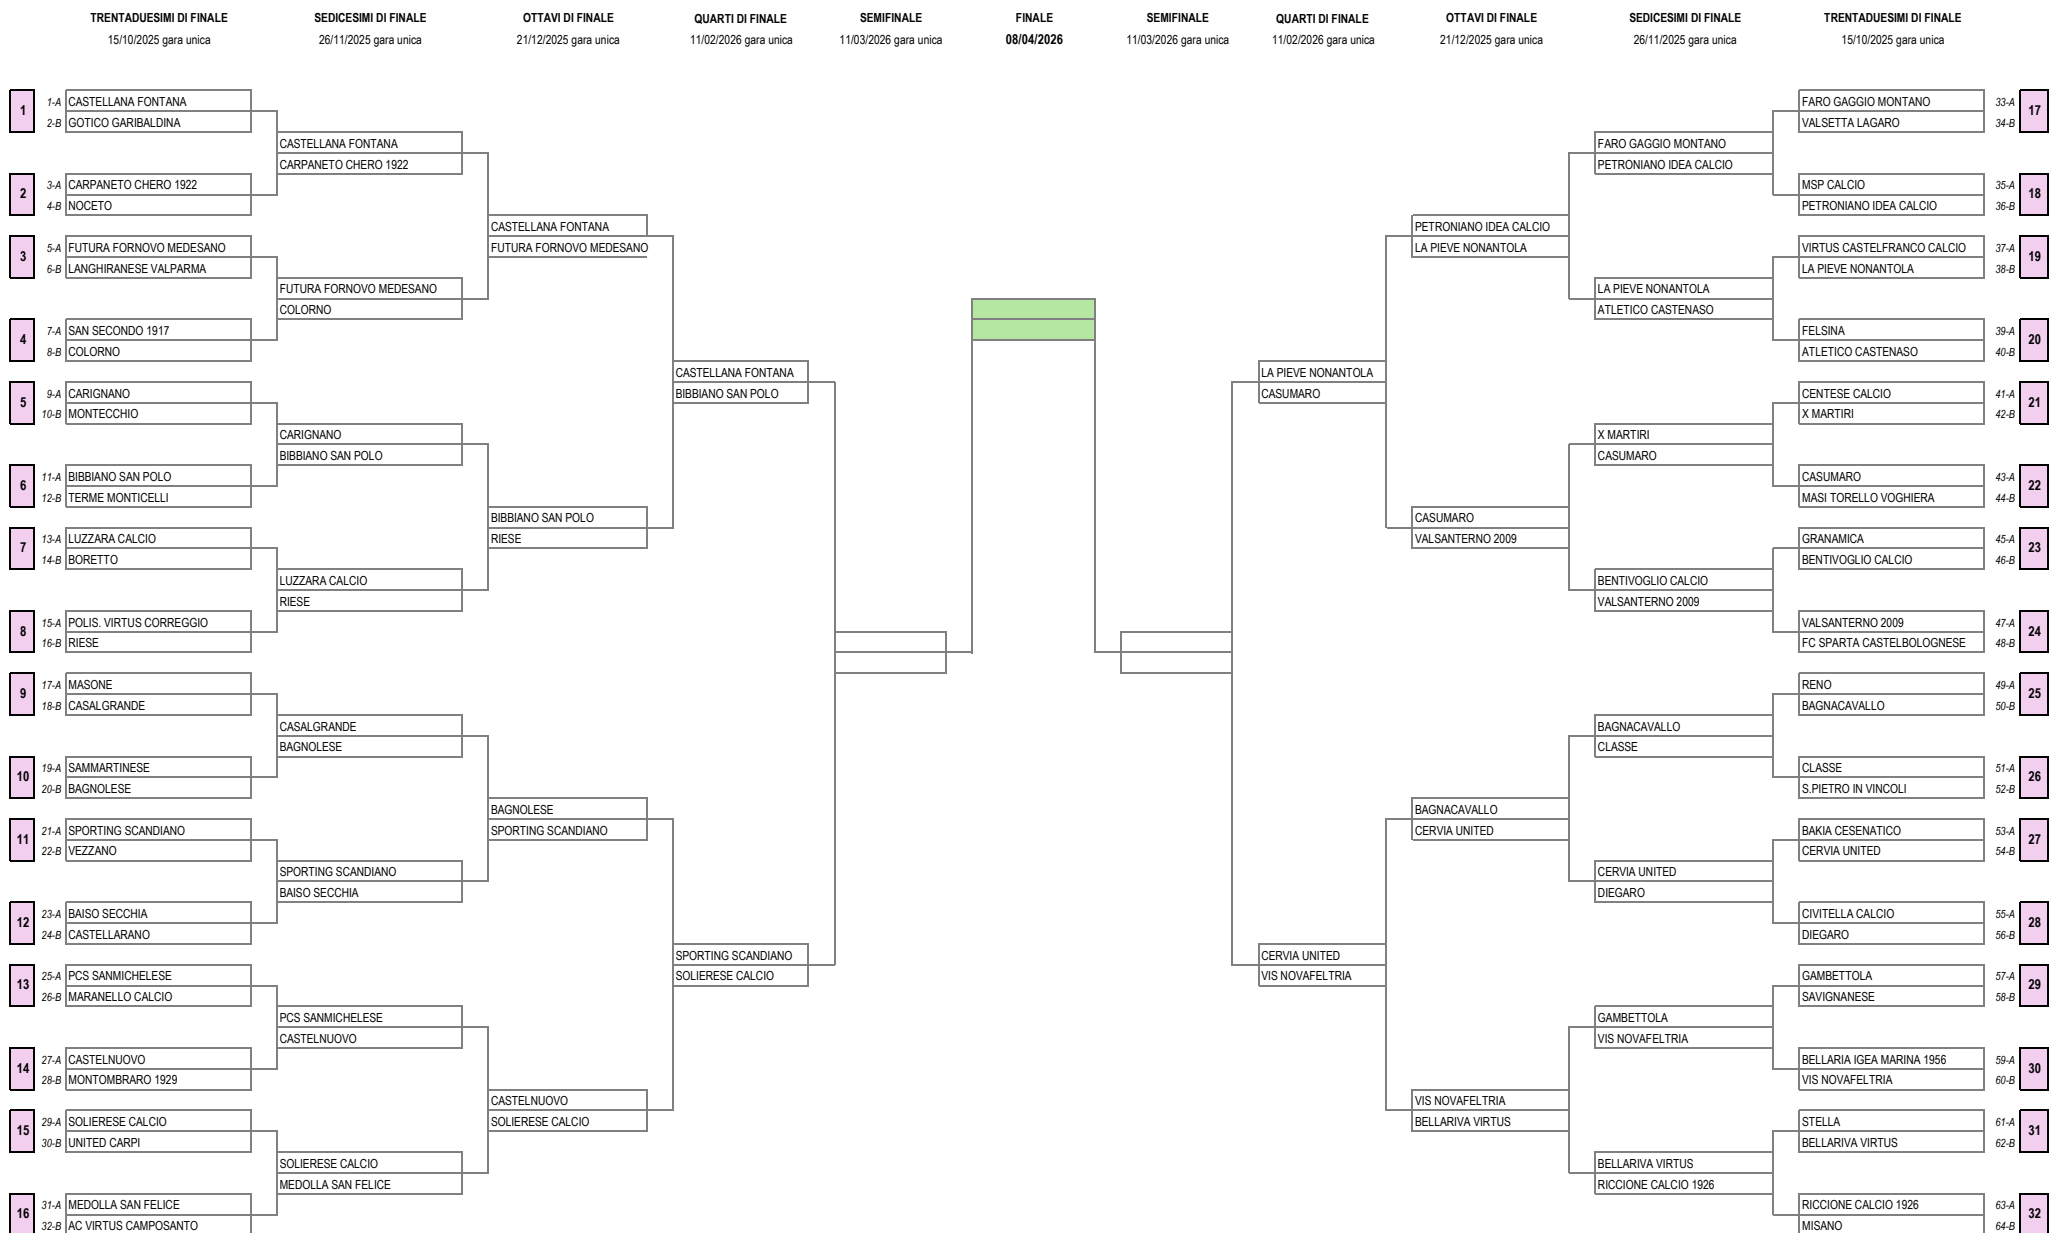 TRENTADUESIMI DI FINALE SEDICESIMI DI FINALE OTTAVI DI FINALE QUARTI DI FINALE SEMIFINALE FINALE SEMIFINALE QUARTI DI FINALE OTTAVI DI FINALE SEDICESIMI DI FINALE TRENTADUESIMI DI FINALE
15/10/2025 gara unica 26/11/2025 gara unica 21/12/2025 gara unica 11/02/2026 gara unica 11/03/2026 gara unica 08/04/2026 11/03/2026 gara unica 11/02/2026 gara unica 21/12/2025 gara unica 26/11/2025 gara unica 15/10/2025 gara unica
1 1-A CASTELLANA FONTANA
2-B GOTICO GARIBALDINA
2 3-A CARPANETO CHERO 1922
4-B NOCETO
3 5-A FUTURA FORNOVO MEDESANO
6-B LANGHIRANESE VALPARMA
4 7-A SAN SECONDO 1917
8-B COLORNO
5 9-A CARIGNANO
10-B MONTECCHIO
6 11-A BIBBIANO SAN POLO
12-B TERME MONTICELLI
7 13-A LUZZARA CALCIO
14-B BORETTO
8 15-A POLIS. VIRTUS CORREGGIO
16-B RIESE
9 17-A MASONE
18-B CASALGRANDE
10 19-A SAMMARTINESE
20-B BAGNOLESE
11 21-A SPORTING SCANDIANO
22-B VEZZANO
12 23-A BAISO SECCHIA
24-B CASTELLARANO
13 25-A PCS SANMICHELESE
26-B MARANELLO CALCIO
14 27-A CASTELNUOVO
28-B MONTOMBRARO 1929
15 29-A SOLIERESE CALCIO
30-B UNITED CARPI
16 31-A MEDOLLA SAN FELICE
32-B AC VIRTUS CAMPOSANTO
CASTELLANA FONTANA
CARPANETO CHERO 1922
FUTURA FORNOVO MEDESANO
COLORNO
CARIGNANO
BIBBIANO SAN POLO
LUZZARA CALCIO
RIESE
CASALGRANDE
BAGNOLESE
SPORTING SCANDIANO
BAISO SECCHIA
PCS SANMICHELESE
CASTELNUOVO
SOLIERESE CALCIO
MEDOLLA SAN FELICE
CASTELLANA FONTANA
FUTURA FORNOVO MEDESANO
BIBBIANO SAN POLO
RIESE
BAGNOLESE
SPORTING SCANDIANO
CASTELNUOVO
SOLIERESE CALCIO
CASTELLANA FONTANA
BIBBIANO SAN POLO
SPORTING SCANDIANO
SOLIERESE CALCIO
LA PIEVE NONANTOLA
CASUMARO
CERVIA UNITED
VIS NOVAFELTRIA
PETRONIANO IDEA CALCIO
LA PIEVE NONANTOLA
CASUMARO
VALSANTERNO 2009
BAGNACAVALLO
CERVIA UNITED
VIS NOVAFELTRIA
BELLARIVA VIRTUS
FARO GAGGIO MONTANO
PETRONIANO IDEA CALCIO
LA PIEVE NONANTOLA
ATLETICO CASTENASO
X MARTIRI
CASUMARO
BENTIVOGLIO CALCIO
VALSANTERNO 2009
BAGNACAVALLO
CLASSE
CERVIA UNITED
DIEGARO
GAMBETTOLA
VIS NOVAFELTRIA
BELLARIVA VIRTUS
RICCIONE CALCIO 1926
FARO GAGGIO MONTANO 33-A 17
VALSETTA LAGARO 34-B
MSP CALCIO 35-A 18
PETRONIANO IDEA CALCIO 36-B
VIRTUS CASTELFRANCO CALCIO 37-A 19
LA PIEVE NONANTOLA 38-B
FELSINA 39-A 20
ATLETICO CASTENASO 40-B
CENTESE CALCIO 41-A 21
X MARTIRI 42-B
CASUMARO 43-A 22
MASI TORELLO VOGHIERA 44-B
GRANAMICA 45-A 23
BENTIVOGLIO CALCIO 46-B
VALSANTERNO 2009 47-A 24
FC SPARTA CASTELBOLOGNESE 48-B
RENO 49-A 25
BAGNACAVALLO 50-B
CLASSE 51-A 26
S.PIETRO IN VINCOLI 52-B
BAKIA CESENATICO 53-A 27
CERVIA UNITED 54-B
CIVITELLA CALCIO 55-A 28
DIEGARO 56-B
GAMBETTOLA 57-A 29
SAVIGNANESE 58-B
BELLARIA IGEA MARINA 1956 59-A 30
VIS NOVAFELTRIA 60-B
STELLA 61-A 31
BELLARIVA VIRTUS 62-B
RICCIONE CALCIO 1926 63-A 32
MISANO 64-B